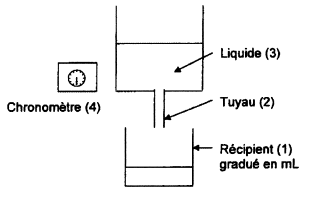 Liquide (3)
Chronomètre (4)
Tuyau (2)
Récipient (1)
gradué en mL